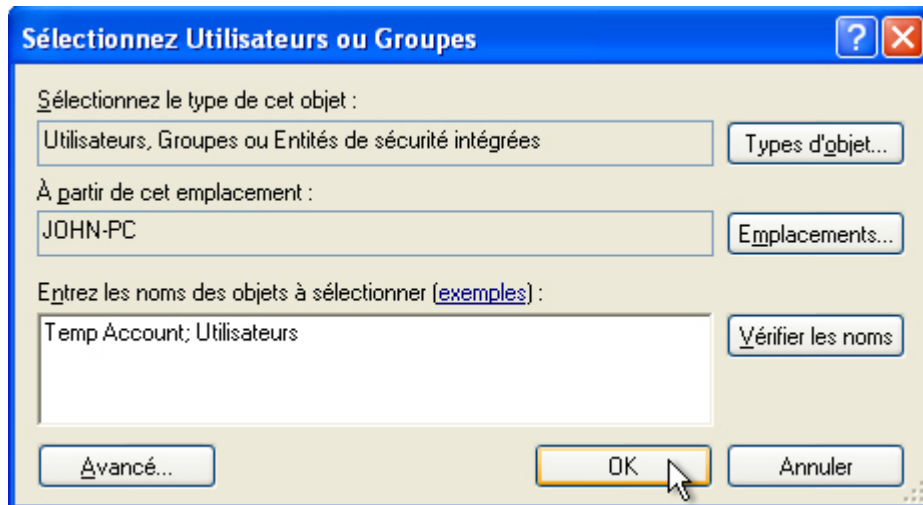 Sélectionnez Utilisateurs ou Groupes
Sélectionnez le type de cet objet :
Utilisateurs, Groupes ou Entités de sécurité intégrées
Types d'objet...
À partir de cet emplacement :
JOHN-PC
Emplacements...
Entrez les noms des objets à sélectionner (exemples) :
Temp Account; Utilisateurs
Vérifier les noms
Avancé...
OK
Annuler